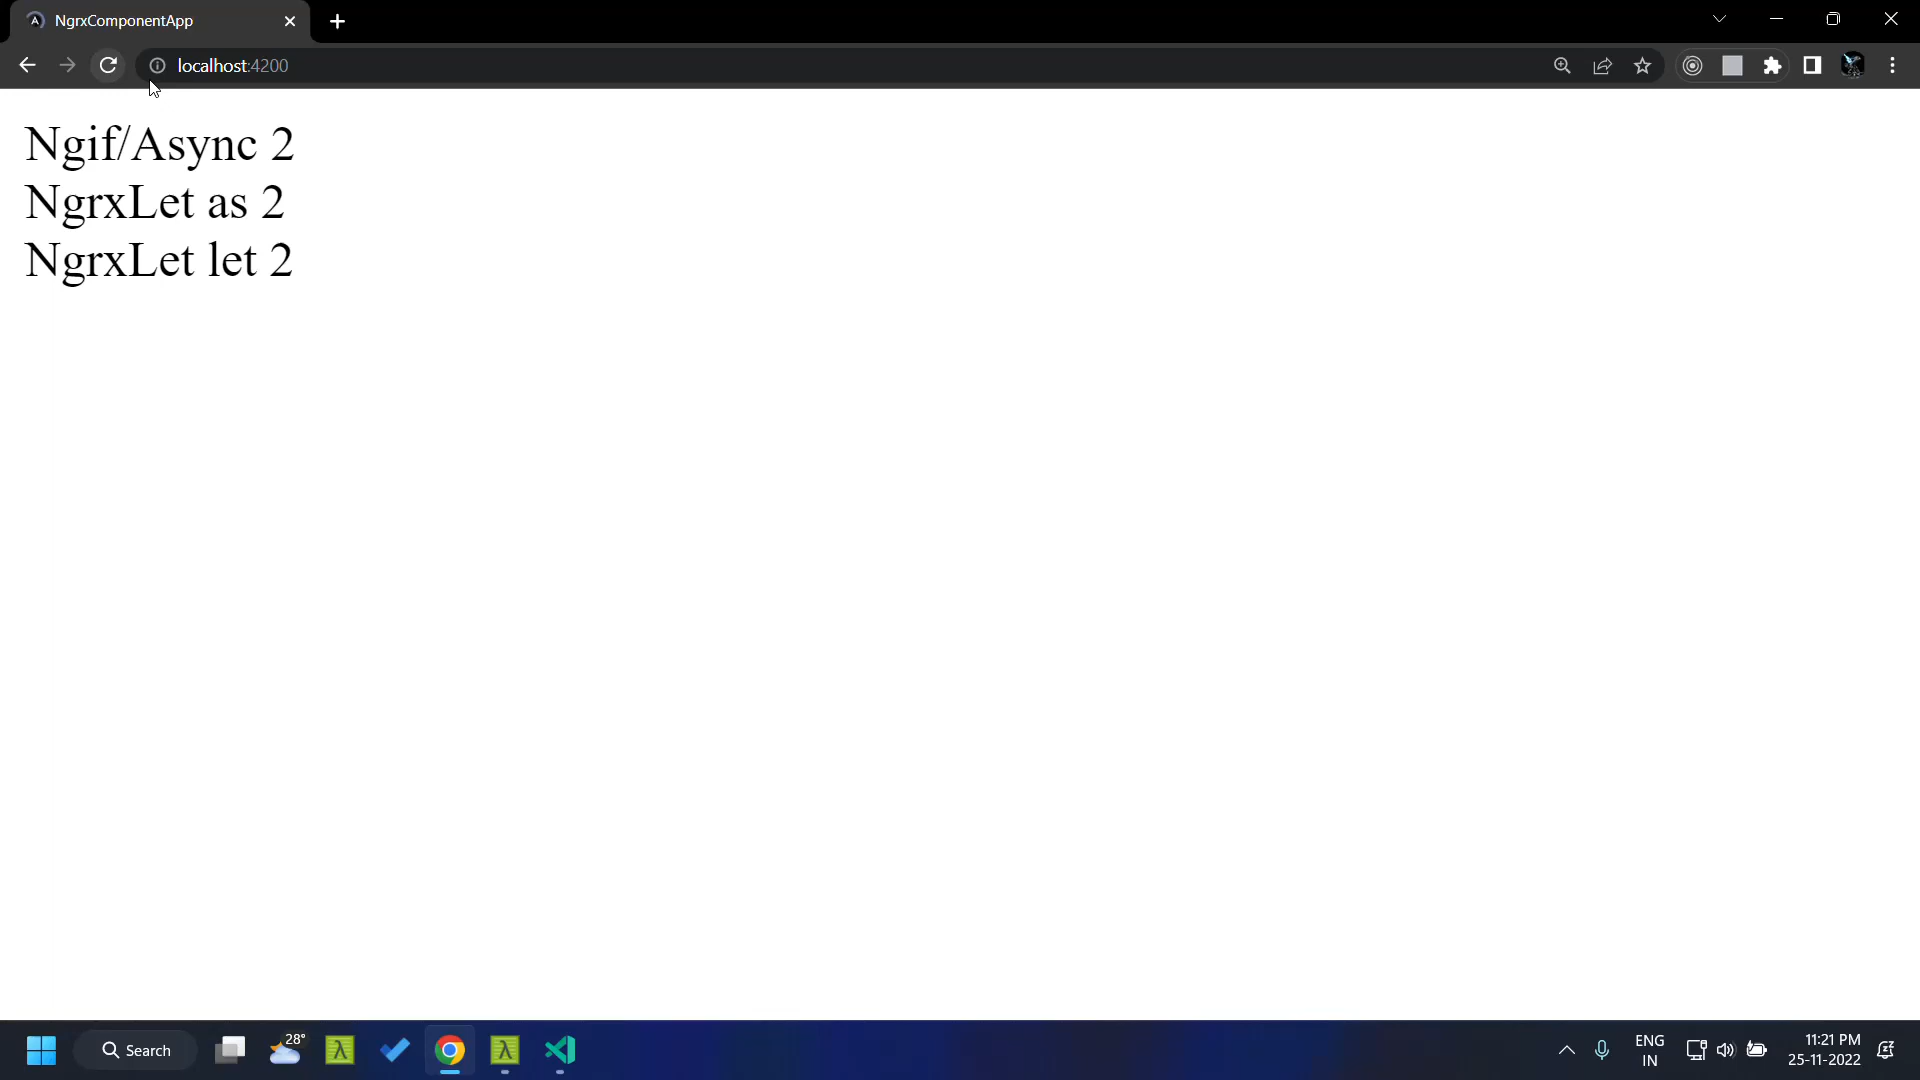 NgrxComponentApp
localhost:4200
Ngif/Async 2
NgrxLet as 2
NgrxLet let 2
Search
28°
ENG
IN
11:21 PM
25-11-2022